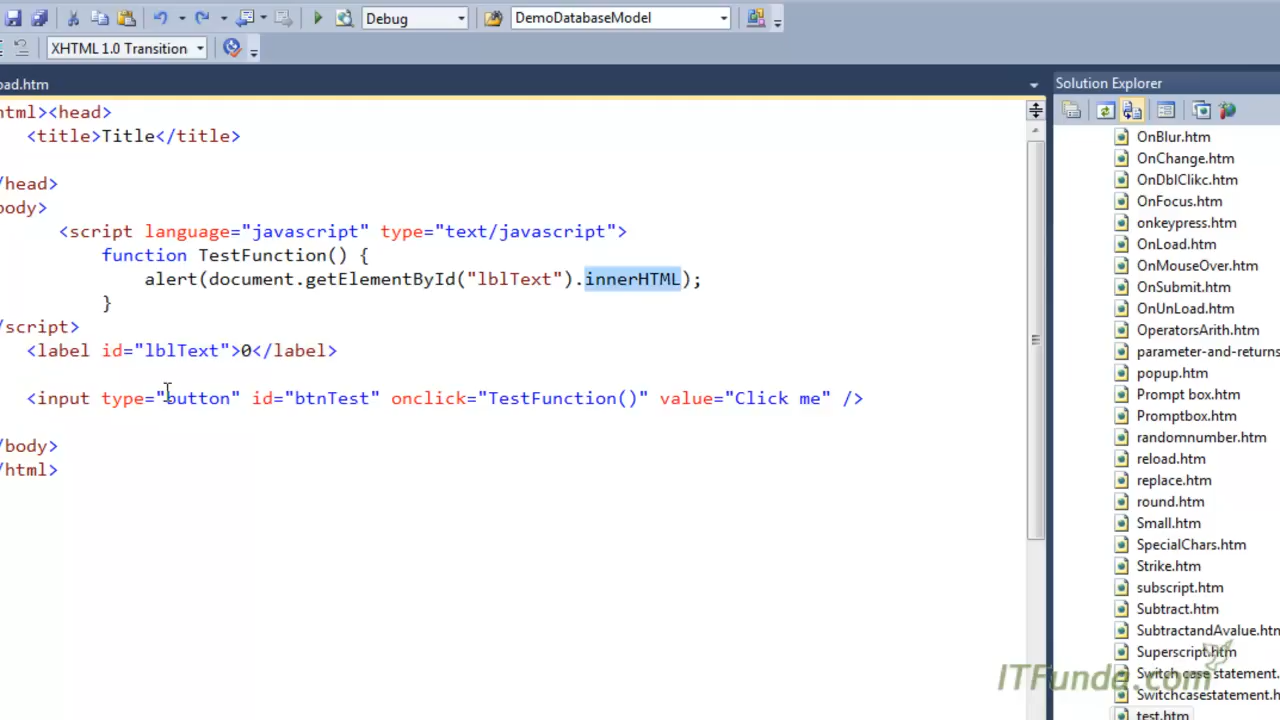 Debug
DemoDatabaseModel
XHTML 1.0 Transition
oad.htm
html><head>
<title>Title</title>
/head>
body>
<script language="javascript" type="text/javascript">
function TestFunction() {
alert(document.getElementById("lblText").innerHTML);
}
/script>
<label id="lblText">0</label>
<input type="button" id="btnTest" onclick="TestFunction()" value="Click me" />
/body>
/html>
Solution Explorer
OnBlur.htm
OnChange.htm
OnDblClikc.htm
OnFocus.htm
onkeypress.htm
OnLoad.htm
OnMouseOver.htm
OnSubmit.htm
OnUnLoad.htm
OperatorsArith.htm
parameter-and-returns
popup.htm
Prompt box.htm
Promptbox.htm
randomnumber.htm
reload.htm
replace.htm
round.htm
Small.htm
SpecialChars.htm
Strike.htm
subscript.htm
Subtract.htm
SubtractandAvalue.htm
Superscript.htm
Switch case statement.
Switchcasestatement.h
test.htm
ITFunda.com